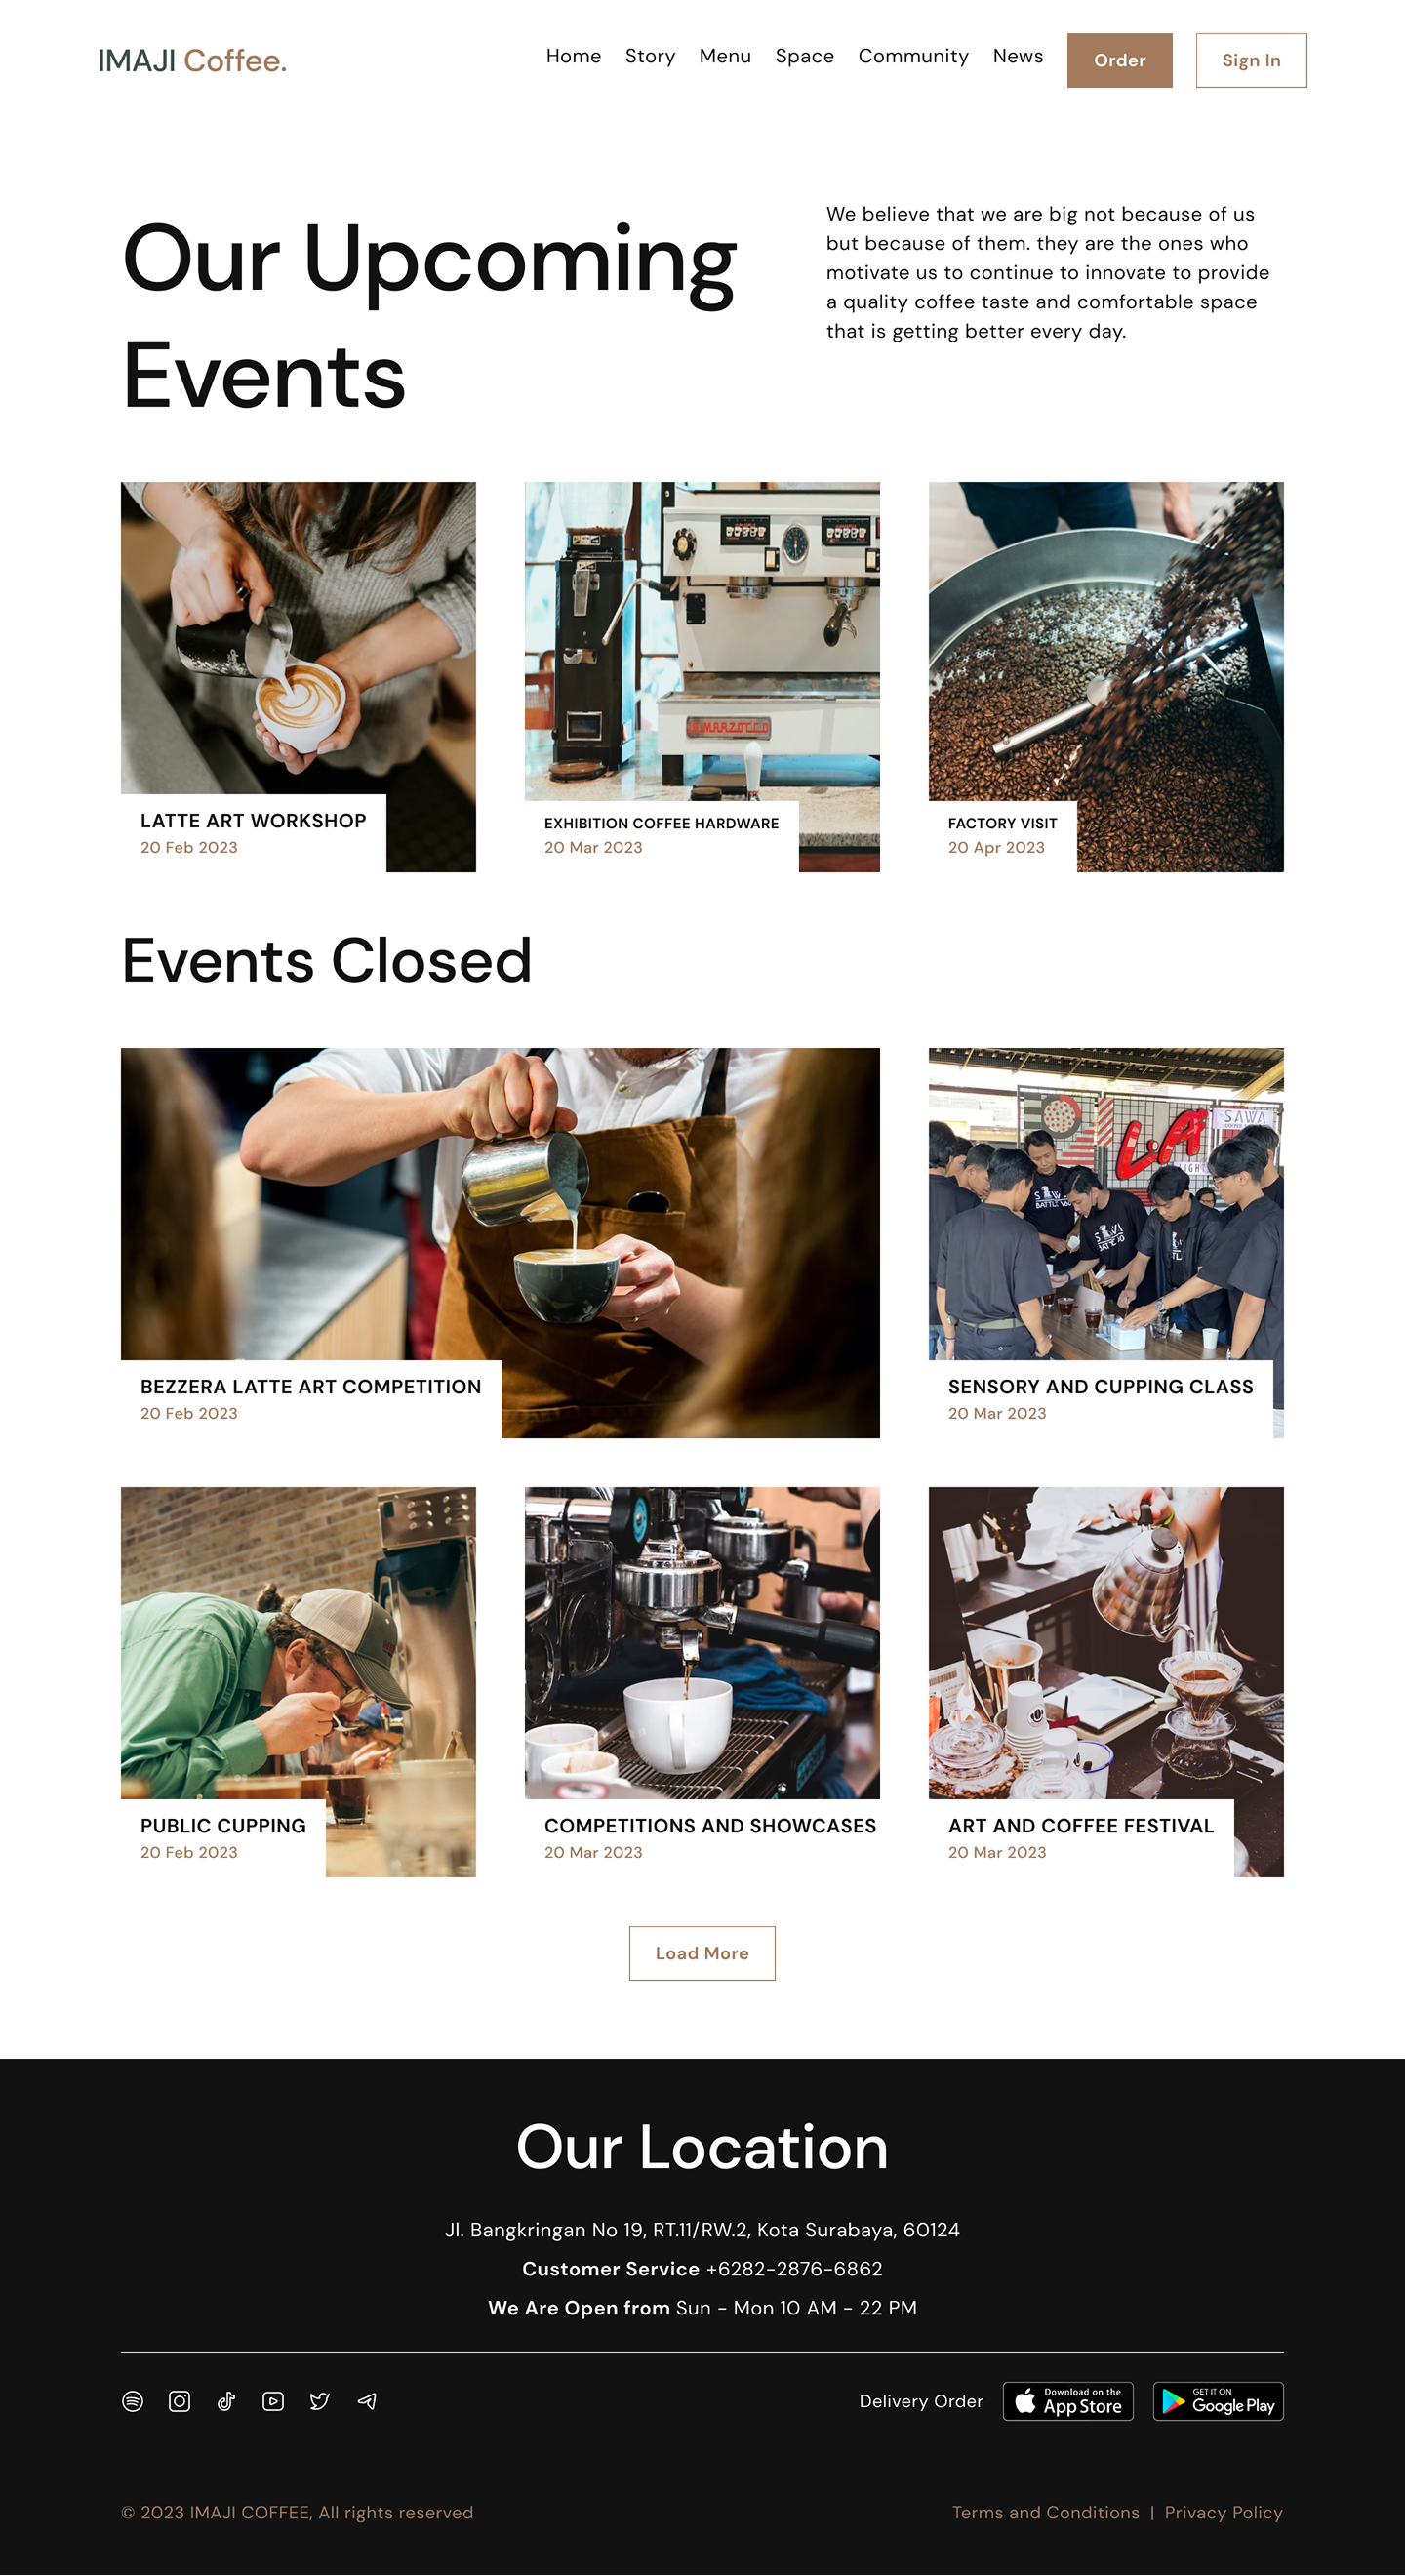 IMAJI Coffee.
Home Story Menu Space Community News Order Sign In
Our Upcoming
Events
We believe that we are big not because of us
but because of them. they are the ones who
motivate us to continue to innovate to provide
a quality coffee taste and comfortable space
that is getting better every day.
LA MARZOCCO
LATTE ART WORKSHOP
20 Feb 2023
EXHIBITION COFFEE HARDWARE
20 Mar 2023
FACTORY VISIT
20 Apr 2023
Events Closed
SAWA
LA
BEZZERA LATTE ART COMPETITION
20 Feb 2023
SENSORY AND CUPPING CLASS
20 Mar 2023
PUBLIC CUPPING
20 Feb 2023
COMPETITIONS AND SHOWCASES
20 Mar 2023
ART AND COFFEE FESTIVAL
20 Mar 2023
Load More
Our Location
Jl. Bangkringan No 19, RT.11/RW.2, Kota Surabaya, 60124
Customer Service +6282-2876-6862
We Are Open from Sun - Mon 10 AM - 22 PM
Delivery Order
Download on the
App Store
GET IT ON
Google Play
© 2023 IMAJI COFFEE, All rights reserved
Terms and Conditions | Privacy Policy